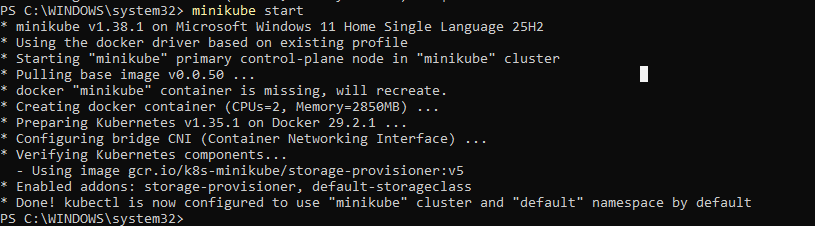 PS C:\WINDOWS\system32> minikube start
* minikube v1.38.1 on Microsoft Windows 11 Home Single Language 25H2
* Using the docker driver based on existing profile
* Starting "minikube" primary control-plane node in "minikube" cluster
* Pulling base image v0.0.50 ...
* docker "minikube" container is missing, will recreate.
* Creating docker container (CPUs=2, Memory=2850MB) ...
* Preparing Kubernetes v1.35.1 on Docker 29.2.1 ...
* Configuring bridge CNI (Container Networking Interface) ...
* Verifying Kubernetes components...
  - Using image gcr.io/k8s-minikube/storage-provisioner:v5
* Enabled addons: storage-provisioner, default-storageclass
* Done! kubectl is now configured to use "minikube" cluster and "default" namespace by default
PS C:\WINDOWS\system32>